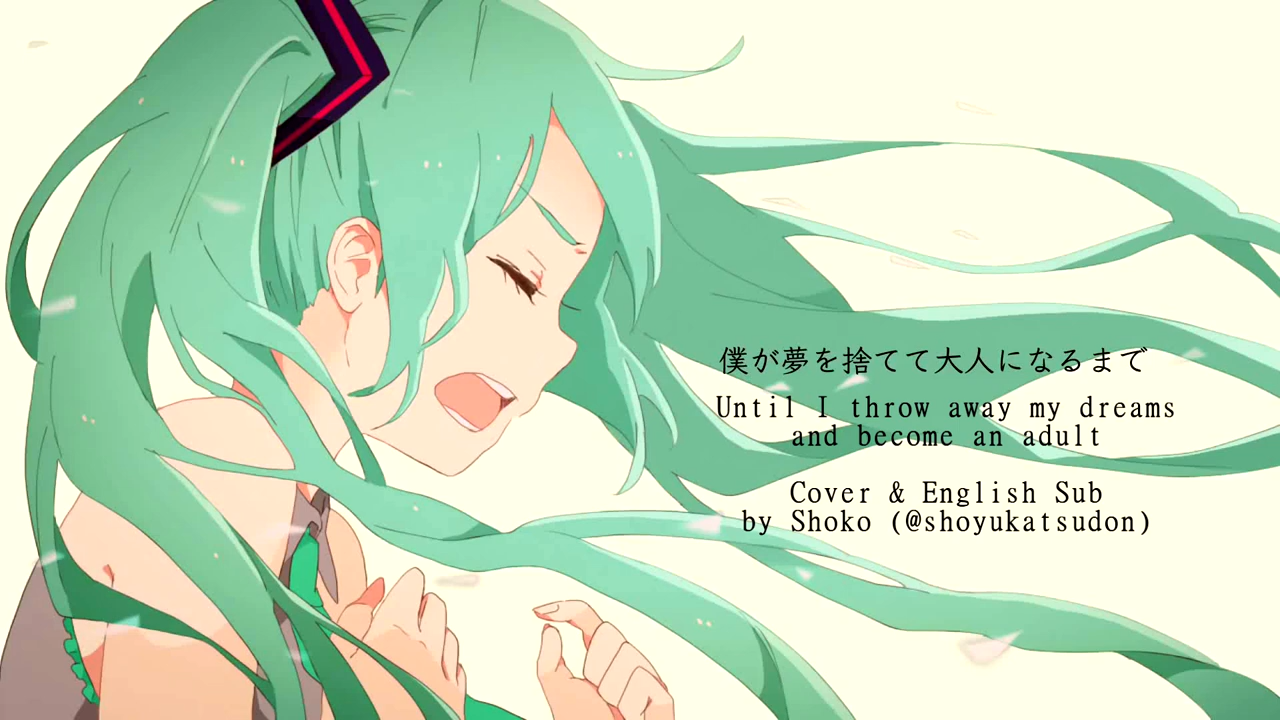 僕が夢を捨てて大人になるまで
Until I throw away my dreams
and become an adult
Cover & English Sub
by Shoko (@shoyukatsudon)